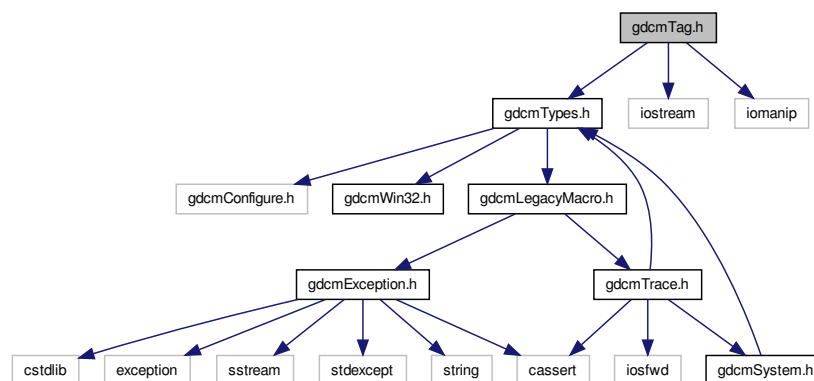 gdcmTag.h
gdcmTypes.h
iostream
iomanip
gdcmConfigure.h
gdcmWin32.h
gdcmLegacyMacro.h
gdcmException.h
gdcmTrace.h
cstdlib
exception
sstream
stdexcept
string
cassert
iosfwd
gdcmSystem.h